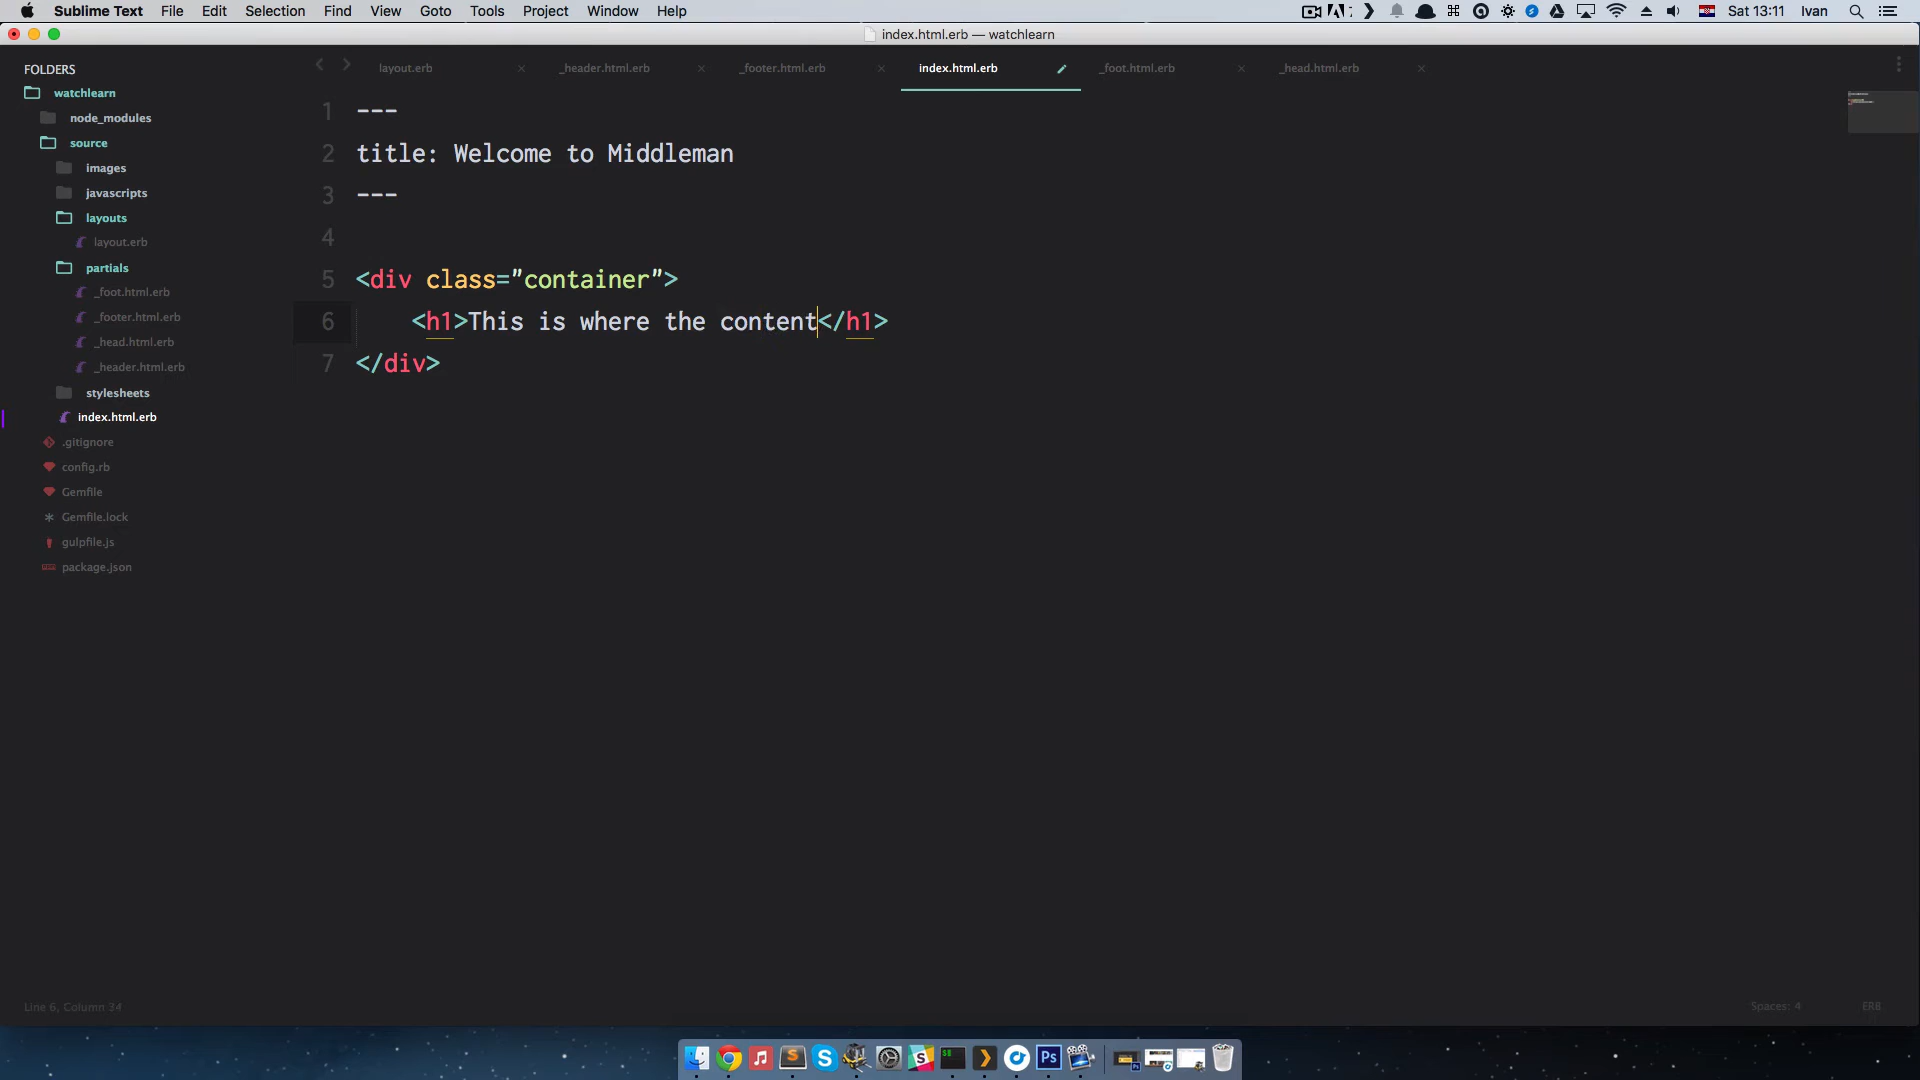 Sublime Text File Edit Selection Find View Goto Tools Project Window Help
Sat 13:11 Ivan
index.html.erb — watchlearn
FOLDERS
watchlearn
node_modules
source
images
javascripts
layouts
layout.erb
partials
_foot.html.erb
_footer.html.erb
_head.html.erb
_header.html.erb
stylesheets
index.html.erb
.gitignore
config.rb
Gemfile
Gemfile.lock
gulpfile.js
package.json
layout.erb _header.html.erb _footer.html.erb index.html.erb _foot.html.erb _head.html.erb
1 ---
2 title: Welcome to Middleman
3 ---
4
5 <div class="container">
6 <h1>This is where the content</h1>
7 </div>
Line 6, Column 34
Spaces: 4 ERB